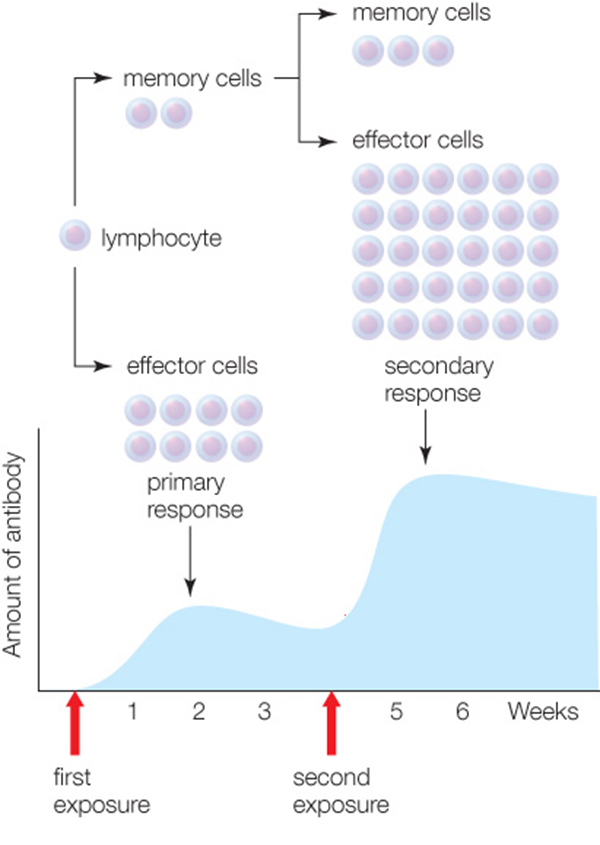 memory cells
memory cells
effector cells
lymphocyte
effector cells
secondary
response
primary
response
Amount of antibody
1 2 3 5 6 Weeks
first
exposure
second
exposure